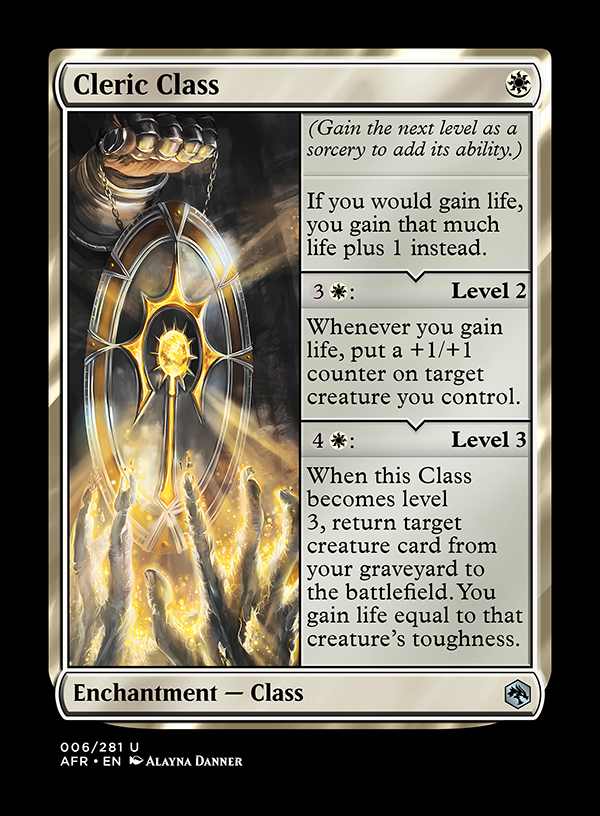 Cleric Class
(Gain the next level as a
sorcery to add its ability.)
If you would gain life,
you gain that much
life plus 1 instead.
3 : Level 2
Whenever you gain
life, put a +1/+1
counter on target
creature you control.
4 : Level 3
When this Class
becomes level
3, return target
creature card from
your graveyard to
the battlefield. You
gain life equal to that
creature's toughness.
Enchantment — Class
006/281 U
AFR • EN Alayna Danner